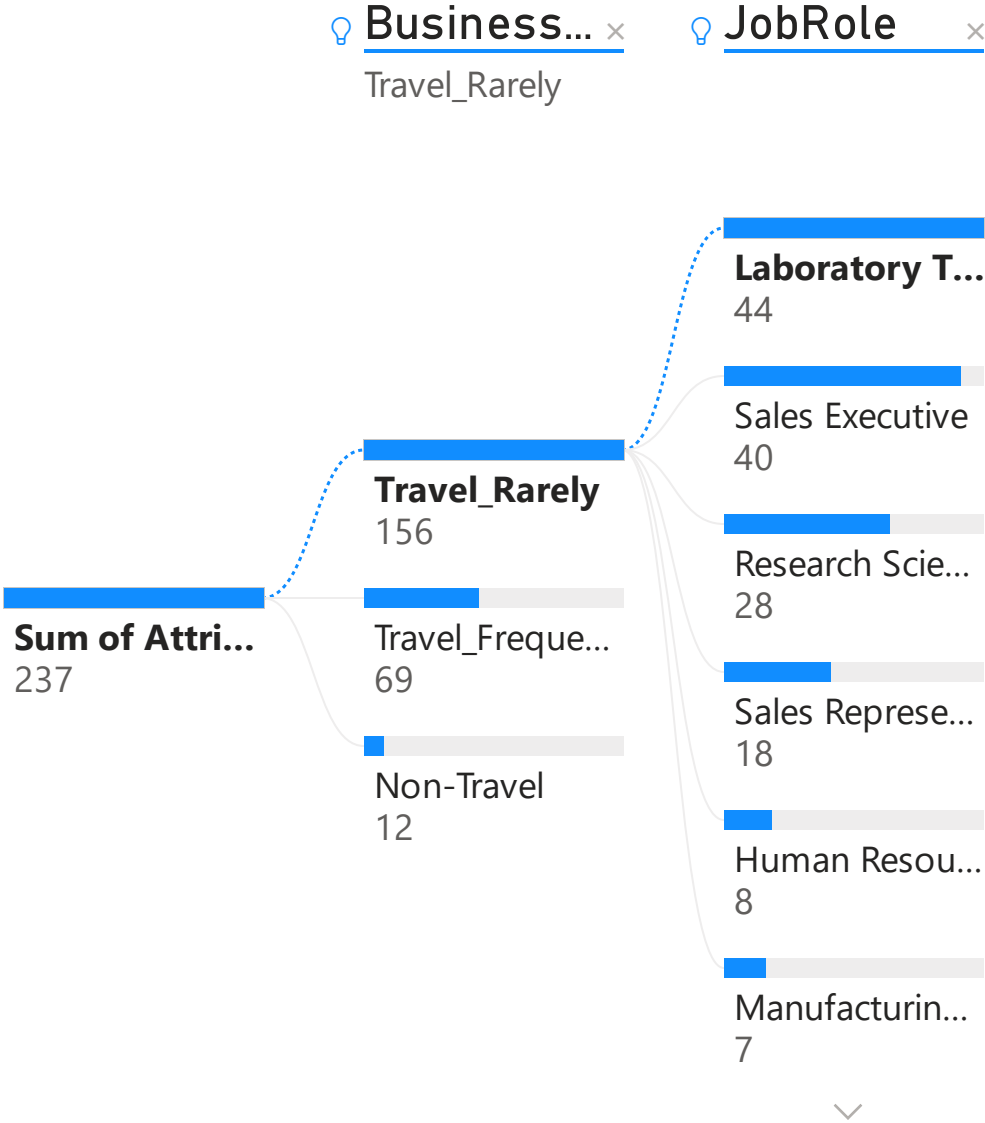 Business...
JobRole
Travel_Rarely
Sum of Attri...
237
Travel_Rarely
156
Travel_Freque...
69
Non-Travel
12
Laboratory T...
44
Sales Executive
40
Research Scie...
28
Sales Represe...
18
Human Resou...
8
Manufacturin...
7